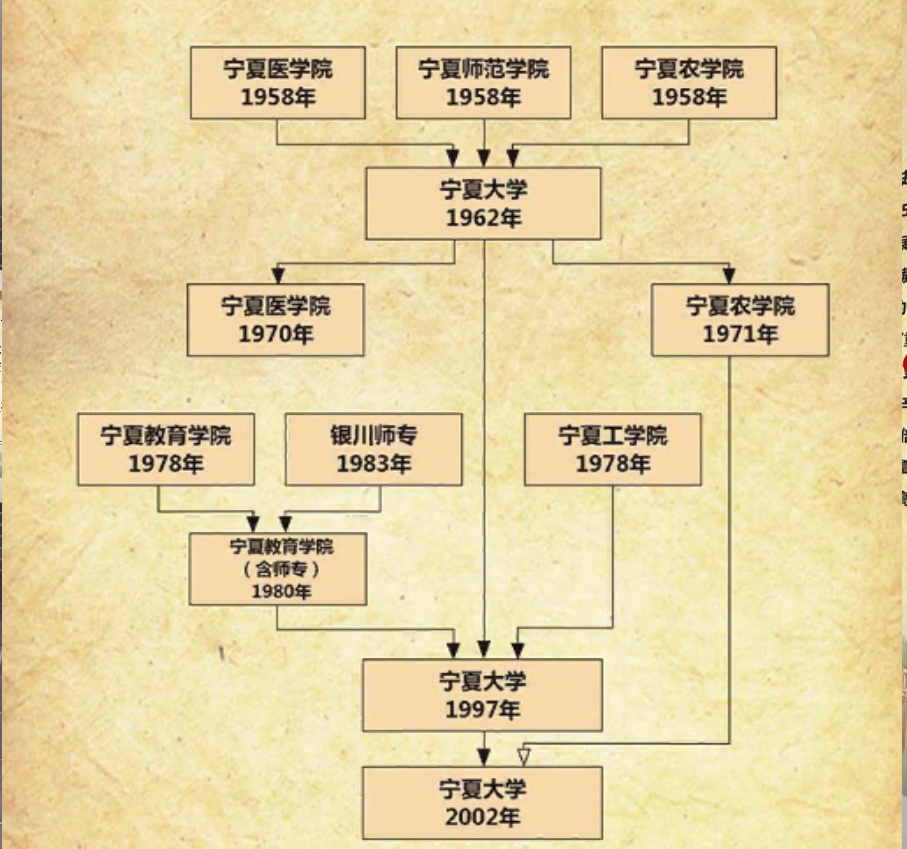 宁夏医学院
1958年
宁夏师范学院
1958年
宁夏农学院
1958年
宁夏大学
1962年
宁夏医学院
1970年
宁夏农学院
1971年
宁夏教育学院
1978年
银川师专
1983年
宁夏工学院
1978年
宁夏教育学院
（含师专）
1980年
宁夏大学
1997年
宁夏大学
2002年